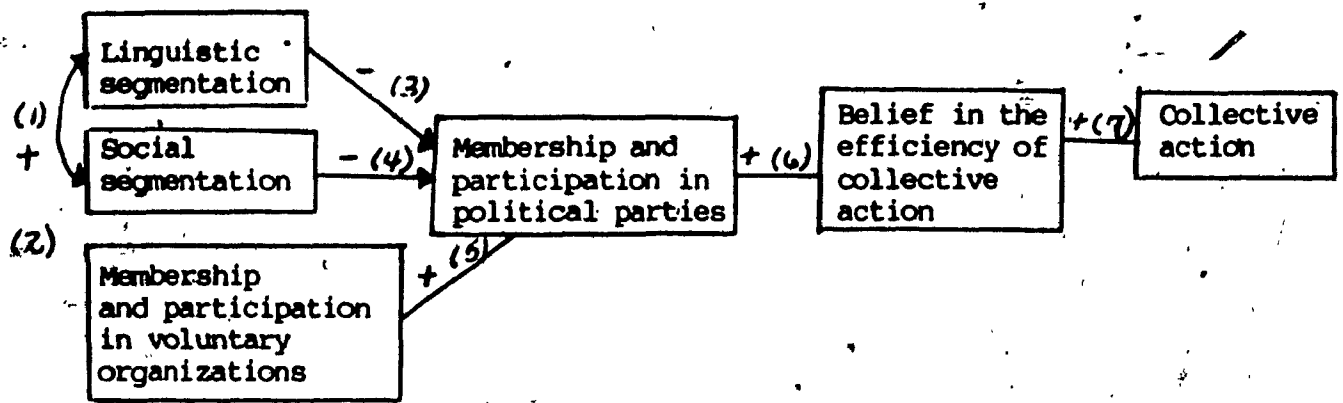 Linguistic
segmentation
- (3)
(1)
+
Social
segmentation
- (4)
Membership and
participation in
political parties
+ (6)
Belief in the
efficiency of
collective
action
+ (7)
Collective
action
(2)
Membership
and participation
in voluntary
organizations
+ (5)